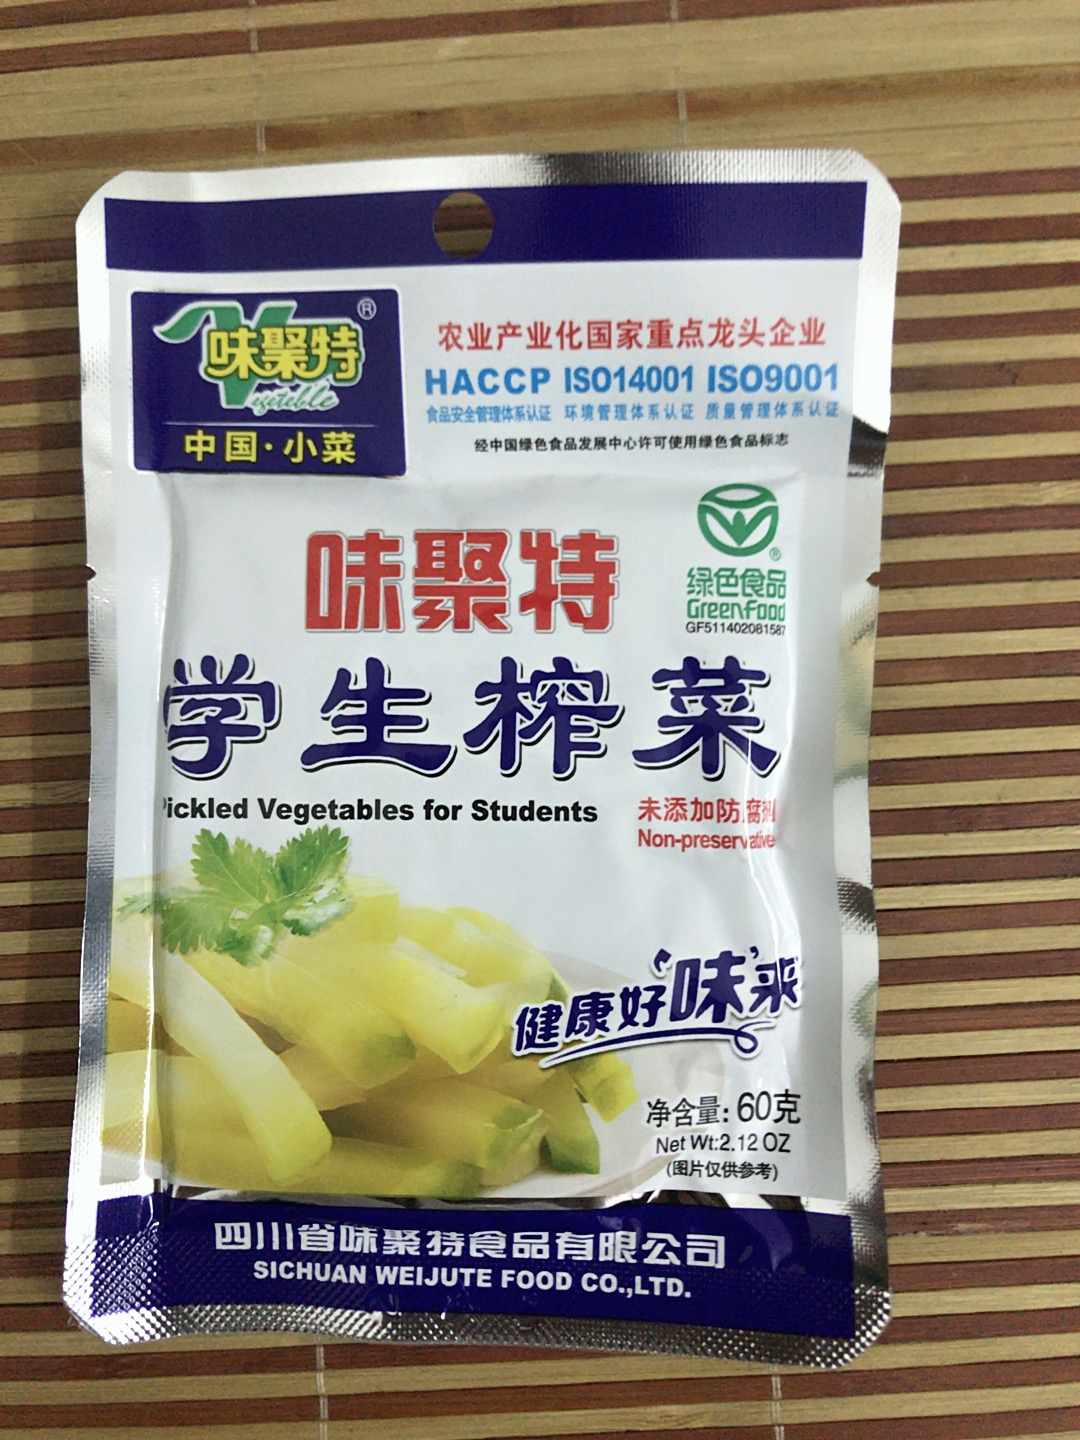 味聚特®
Vegetable
中国·小菜
农业产业化国家重点龙头企业
HACCP ISO14001 ISO9001
食品安全管理体系认证 环境管理体系认证 质量管理体系认证
经中国绿色食品发展中心许可使用绿色食品标志
®
绿色食品
GreenFood
GF511402081587
味聚特
学生榨菜
Pickled Vegetables for Students
未添加防腐剂
Non-preservative
健康好‘味’来
净含量: 60克
Net Wt:2.12 OZ
(图片仅供参考)
四川省味聚特食品有限公司
SICHUAN WEIJUTE FOOD CO.,LTD.